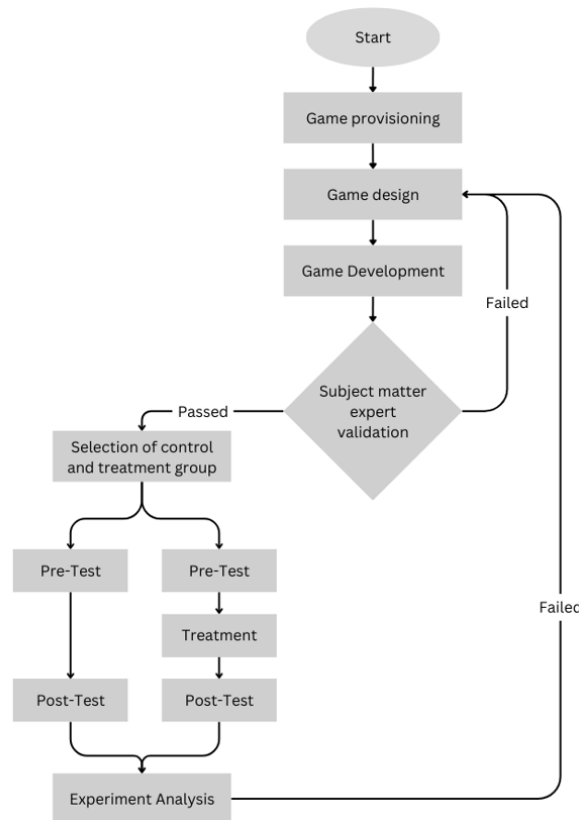 Start
Game provisioning
Game design
Game Development
Failed
Subject matter
expert
validation
Passed
Selection of control
and treatment group
Pre-Test
Pre-Test
Treatment
Failed
Post-Test
Post-Test
Experiment Analysis